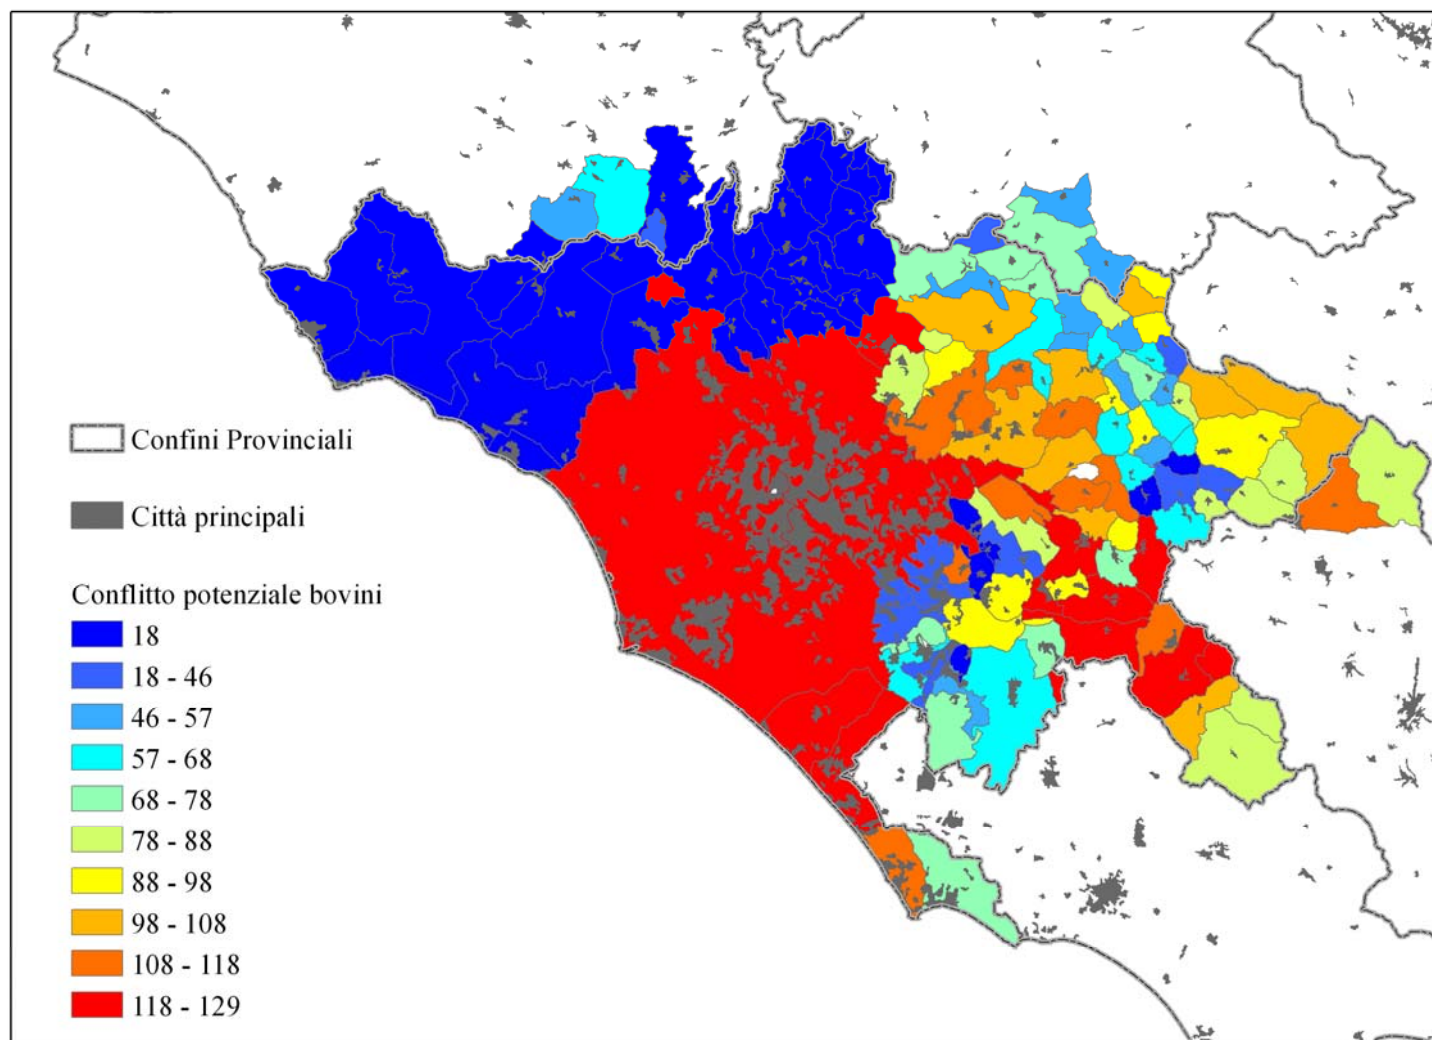 Confini Provinciali
Città principali
Conflitto potenziale bovini
18
18 - 46
46 - 57
57 - 68
68 - 78
78 - 88
88 - 98
98 - 108
108 - 118
118 - 129